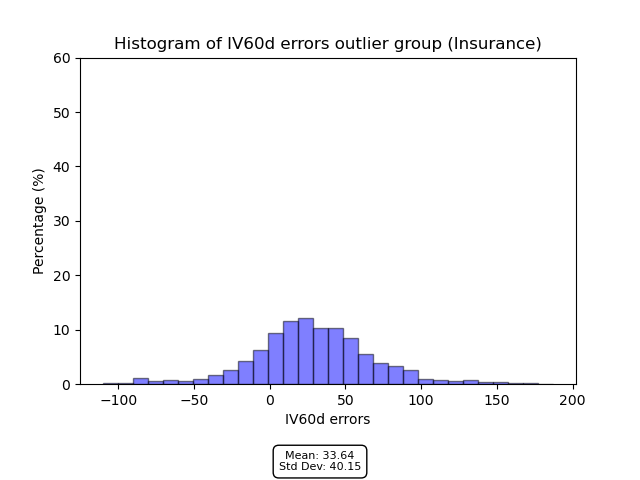 Histogram of IV60d errors outlier group (Insurance)
60
50
40
30
20
10
0
Percentage (%)
−100
−50
0
50
100
150
200
IV60d errors
Mean: 33.64
Std Dev: 40.15